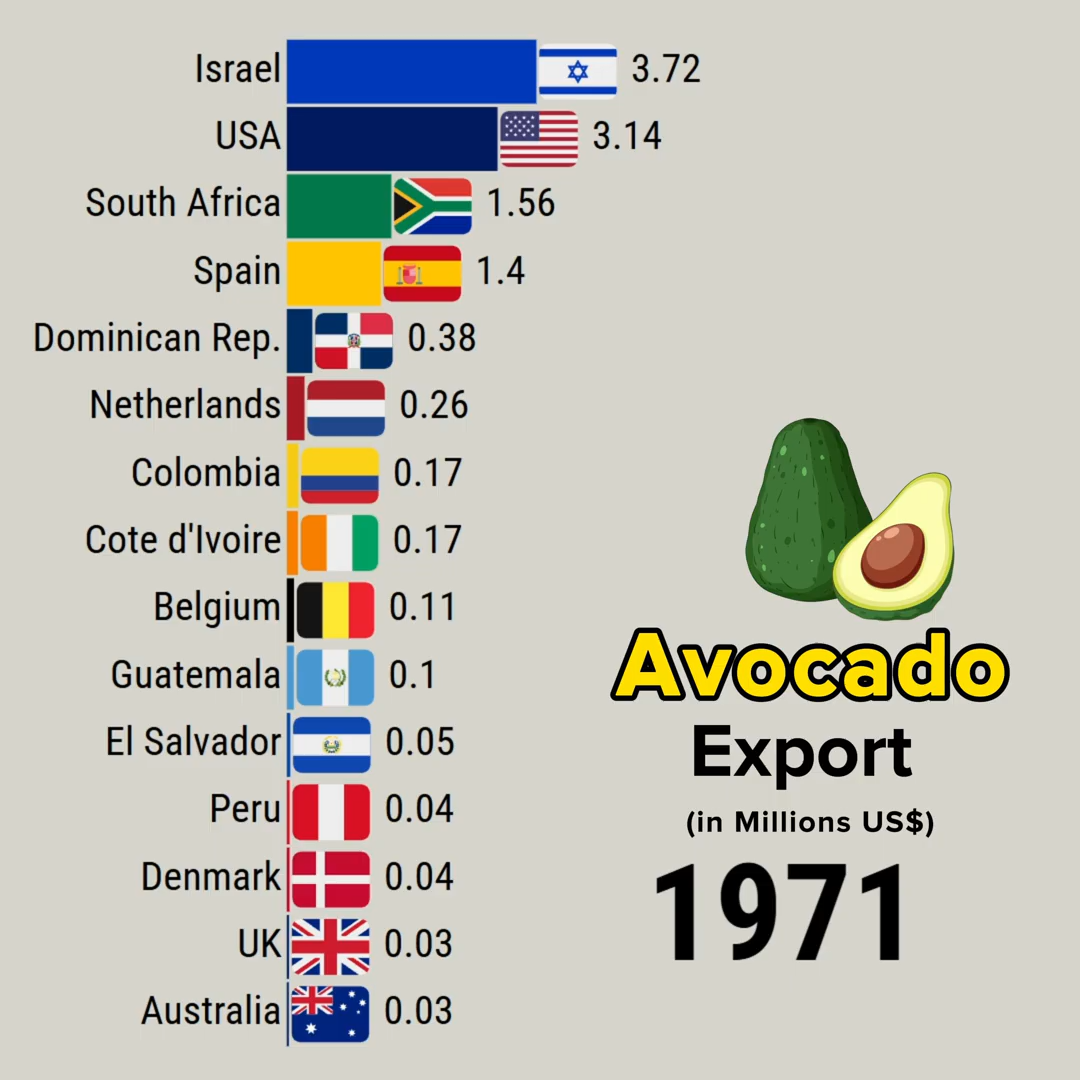 Israel 3.72
USA 3.14
South Africa 1.56
Spain 1.4
Dominican Rep. 0.38
Netherlands 0.26
Colombia 0.17
Cote d'Ivoire 0.17
Belgium 0.11
Guatemala 0.1
El Salvador 0.05
Peru 0.04
Denmark 0.04
UK 0.03
Australia 0.03
Avocado
Export
(in Millions US$)
1971